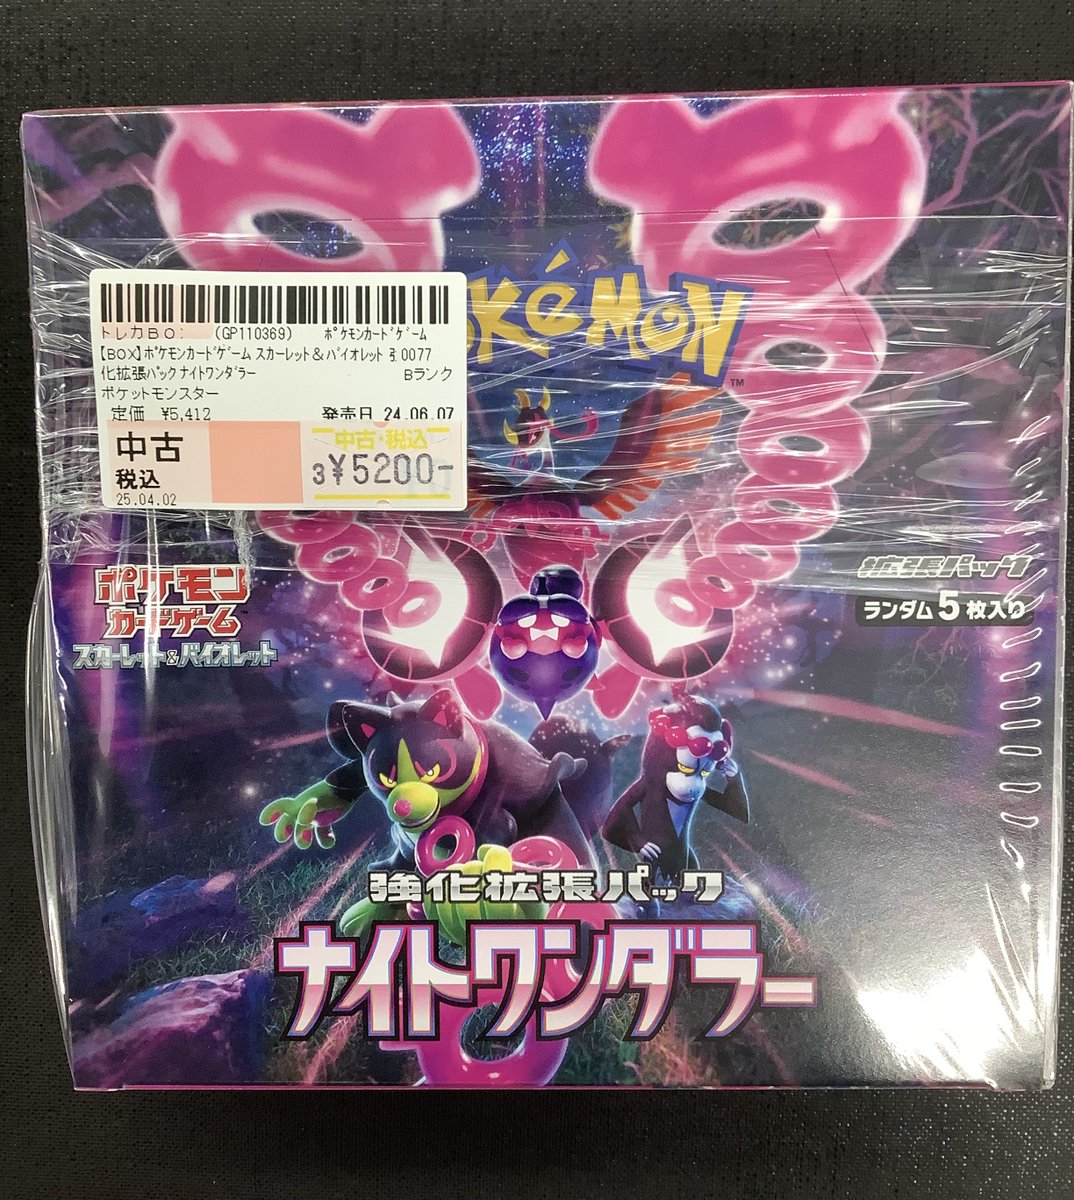 トレカBO
(GP110369)
ポケモンカードゲーム
【BOX】ポケモンカードゲーム スカーレット&バイオレット 強 0077
化拡張パック ナイトワンダラー
Bランク
ポケットモンスター
定価 ¥5,412
発売日 24.06.07
中古
税込
25.04.02
中古・税込
3¥5200-
POKéMON
TM
ポケモン
カードゲーム
スカーレット&バイオレット
拡張パック
ランダム5枚入り
強化拡張パック
ナイトワンダラー